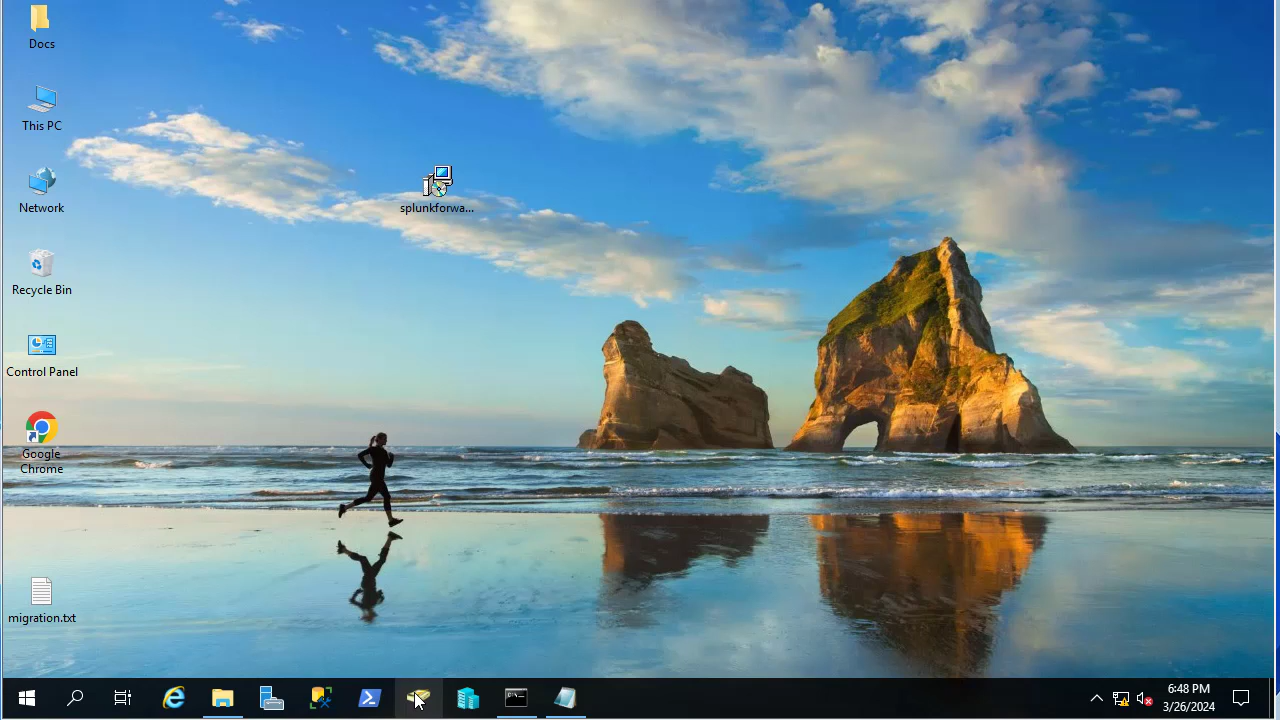 Docs
This PC
Network
Recycle Bin
Control Panel
Google
Chrome
migration.txt
splunkforwa...
6:48 PM
3/26/2024